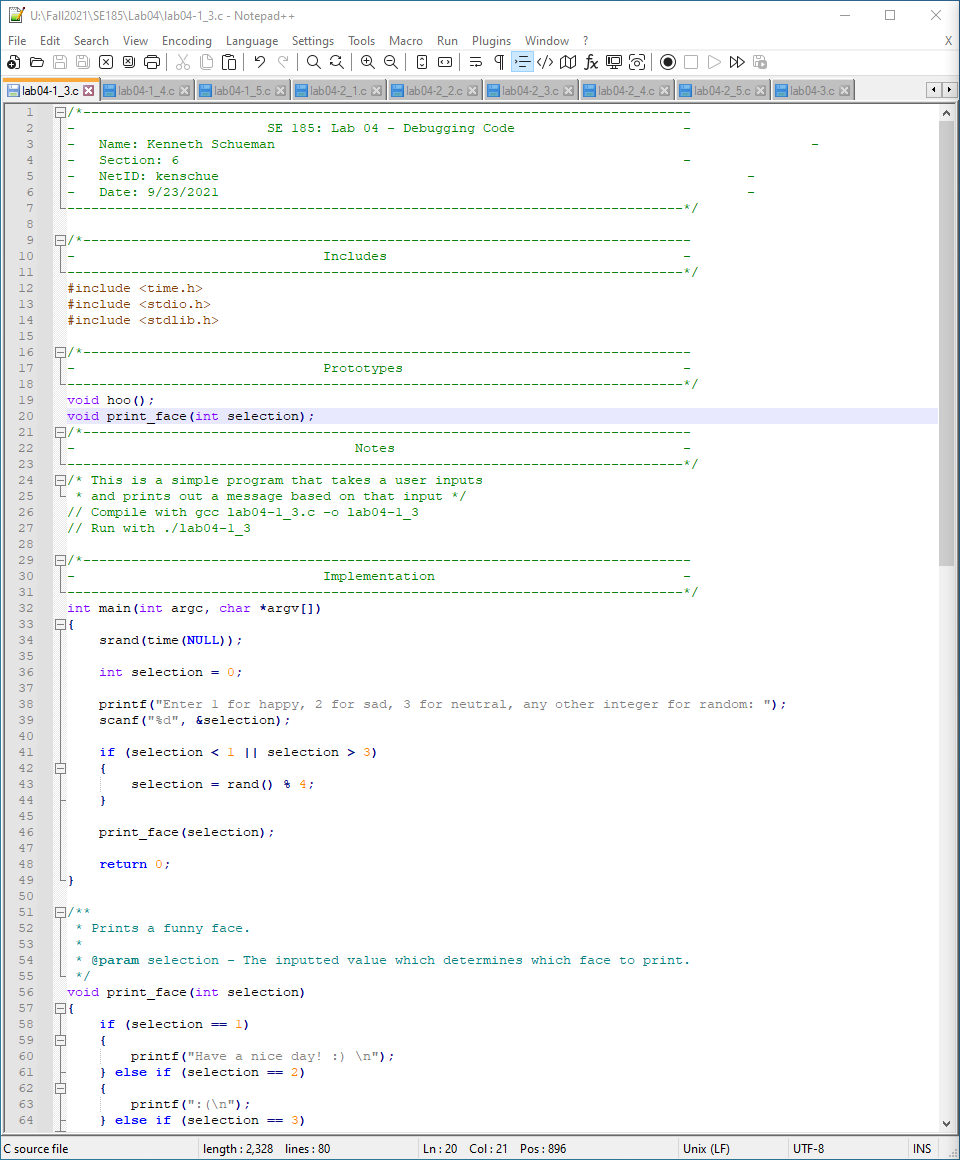 U:\Fall2021\SE185\Lab04\lab04-1_3.c - Notepad++
File Edit Search View Encoding Language Settings Tools Macro Run Plugins Window ? X
lab04-1_3.c lab04-1_4.c lab04-1_5.c lab04-2_1.c lab04-2_2.c lab04-2_3.c lab04-2_4.c lab04-2_5.c lab04-3.c
1 /*----------------------------------------------------------------------------
2 - SE 185: Lab 04 - Debugging Code -
3 - Name: Kenneth Schueman -
4 - Section: 6 -
5 - NetID: kenschue -
6 - Date: 9/23/2021 -
7 -----------------------------------------------------------------------------*/
8
9 /*----------------------------------------------------------------------------
10 - Includes -
11 -----------------------------------------------------------------------------*/
12 #include <time.h>
13 #include <stdio.h>
14 #include <stdlib.h>
15
16 /*----------------------------------------------------------------------------
17 - Prototypes -
18 -----------------------------------------------------------------------------*/
19 void hoo();
20 void print_face(int selection);
21 /*----------------------------------------------------------------------------
22 - Notes -
23 -----------------------------------------------------------------------------*/
24 /* This is a simple program that takes a user inputs
25 * and prints out a message based on that input */
26 // Compile with gcc lab04-1_3.c -o lab04-1_3
27 // Run with ./lab04-1_3
28
29 /*----------------------------------------------------------------------------
30 - Implementation -
31 -----------------------------------------------------------------------------*/
32 int main(int argc, char *argv[])
33 {
34 srand(time(NULL));
35
36 int selection = 0;
37
38 printf("Enter 1 for happy, 2 for sad, 3 for neutral, any other integer for random: ");
39 scanf("%d", &selection);
40
41 if (selection < 1 || selection > 3)
42 {
43 selection = rand() % 4;
44 }
45
46 print_face(selection);
47
48 return 0;
49 }
50
51 /**
52 * Prints a funny face.
53 *
54 * @param selection - The inputted value which determines which face to print.
55 */
56 void print_face(int selection)
57 {
58 if (selection == 1)
59 {
60 printf("Have a nice day! :) \n");
61 } else if (selection == 2)
62 {
63 printf(":(\n");
64 } else if (selection == 3)
C source file length : 2,328 lines : 80 Ln : 20 Col : 21 Pos : 896 Unix (LF) UTF-8 INS